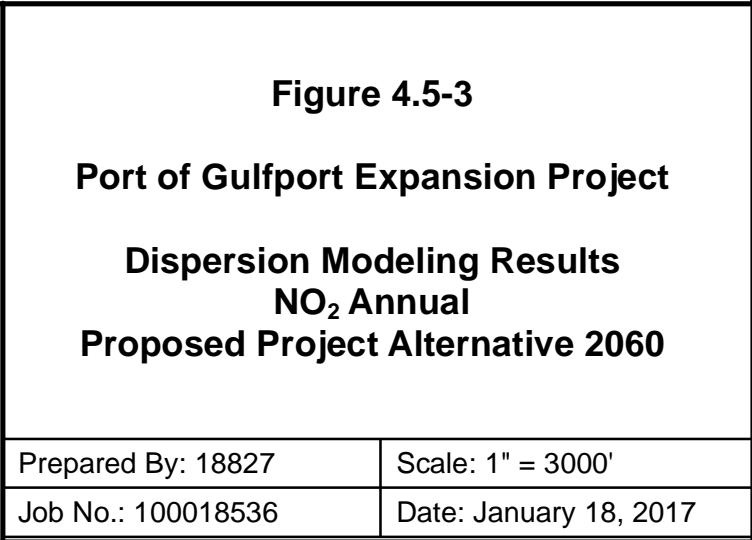 Figure 4.5-3
Port of Gulfport Expansion Project
Dispersion Modeling Results
NO₂ Annual
Proposed Project Alternative 2060
Prepared By: 18827
Scale: 1" = 3000'
Job No.: 100018536
Date: January 18, 2017